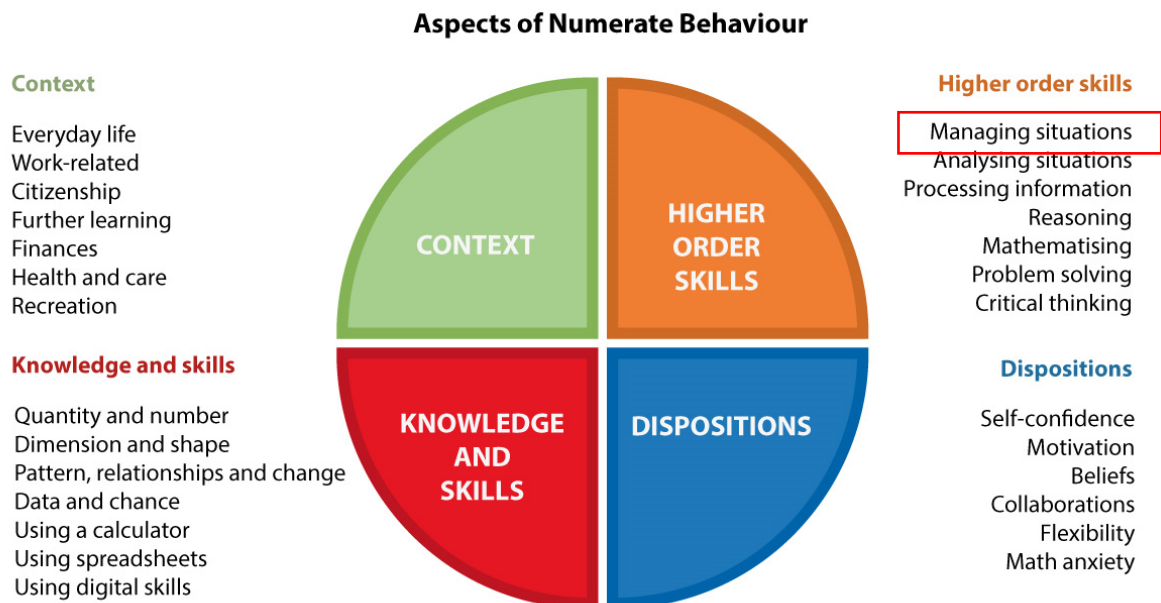 Aspects of Numerate Behaviour
Context
Everyday life
Work-related
Citizenship
Further learning
Finances
Health and care
Recreation
Higher order skills
Managing situations
Analysing situations
Processing information
Reasoning
Mathematising
Problem solving
Critical thinking
CONTEXT
HIGHER
ORDER
SKILLS
Knowledge and skills
Quantity and number
Dimension and shape
Pattern, relationships and change
Data and chance
Using a calculator
Using spreadsheets
Using digital skills
KNOWLEDGE
AND
SKILLS
DISPOSITIONS
Dispositions
Self-confidence
Motivation
Beliefs
Collaborations
Flexibility
Math anxiety